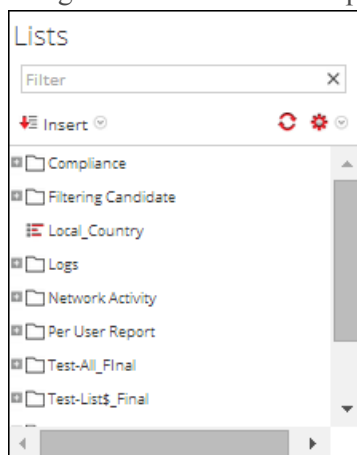 Lists
Filter
Insert
Compliance
Filtering Candidate
Local_Country
Logs
Network Activity
Per User Report
Test-All_FInal
Test-List$_Final